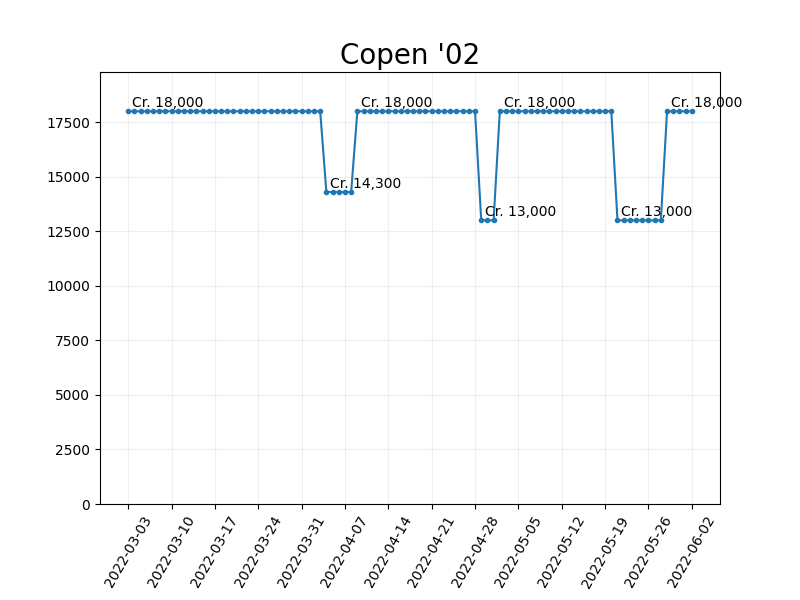 Copen '02
Cr. 18,000
Cr. 18,000
Cr. 18,000
Cr. 18,000
17500
Cr. 14,300
15000
Cr. 13,000
Cr. 13,000
12500
10000
7500
5000
2500
0
2022-03-03
2022-03-10
2022-03-17
2022-03-24
2022-03-31
2022-04-07
2022-04-14
2022-04-21
2022-04-28
2022-05-05
2022-05-12
2022-05-19
2022-05-26
2022-06-02